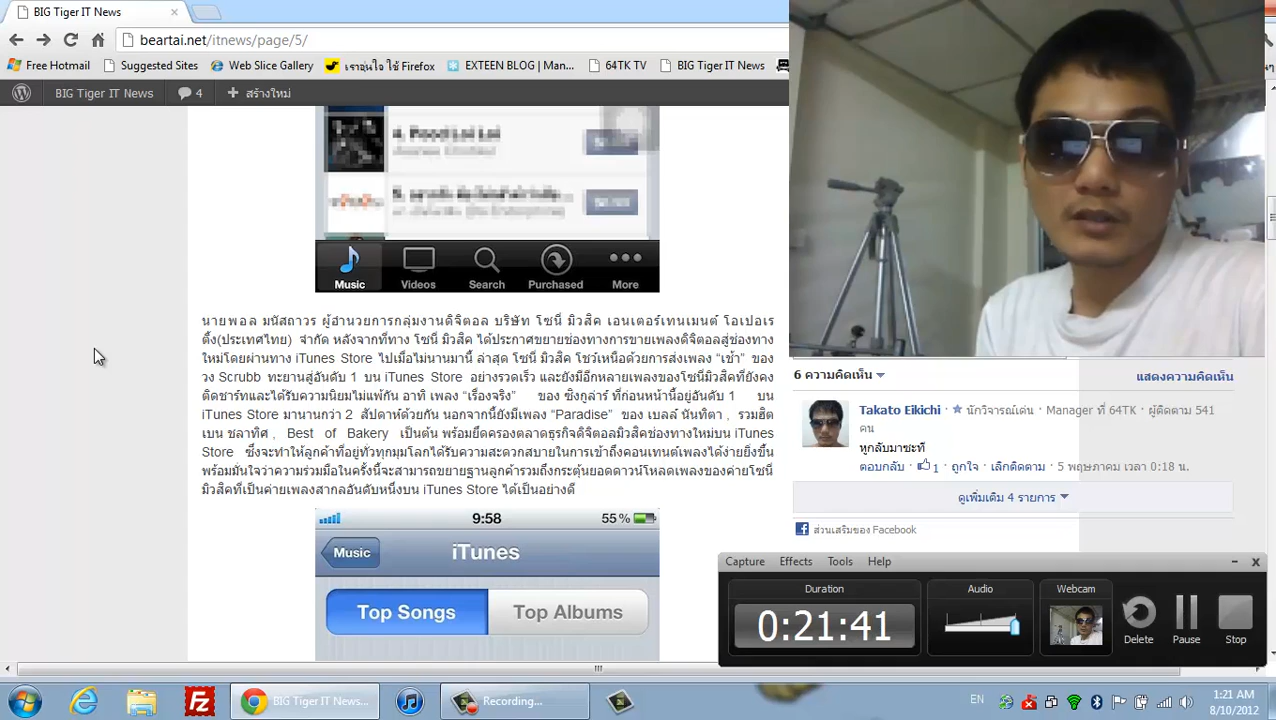 BIG Tiger IT News
beartai.net/itnews/page/5/
Free Hotmail
Suggested Sites
Web Slice Gallery
เราอุ่นใจ ใช้ Firefox
EXTEEN BLOG | Man...
64TK TV
BIG Tiger IT News
BIG Tiger IT News
4
สร้างใหม่
Music
Videos
Search
Purchased
More
นายพอล มนัสถาวร ผู้อำนวยการกลุ่มงานดิจิตอล บริษัท โซนี่ มิวสิค เอนเตอร์เทนเมนต์ โอเปอเร
ติ้ง(ประเทศไทย) จำกัด หลังจากที่ทาง โซนี่ มิวสิค ได้ประกาศขยายช่องทางการขายเพลงดิจิตอลสู่ช่องทาง
ใหม่โดยผ่านทาง iTunes Store ไปเมื่อไม่นานมานี้ ล่าสุด โซนี่ มิวสิค โชว์เหนือด้วยการส่งเพลง “เช้า” ของ
วง Scrubb ทะยานสู่อันดับ 1 บน iTunes Store อย่างรวดเร็ว และยังมีอีกหลายเพลงของโซนี่มิวสิคที่ยังคง
ติดชาร์ทและได้รับความนิยมไม่แพ้กัน อาทิ เพลง “เรื่องจริง” ของ ซิงกูล่าร์ ที่ก่อนหน้านี้อยู่อันดับ 1 บน
iTunes Store มานานกว่า 2 สัปดาห์ด้วยกัน นอกจากนี้ยังมีเพลง “Paradise” ของ เบลล์ นันทิตา , รวมฮิต
เบน ชลาทิศ , Best of Bakery เป็นต้น พร้อมยึดครองตลาดธุรกิจดิจิตอลมิวสิคช่องทางใหม่บน iTunes
Store ซึ่งจะทำให้ลูกค้าที่อยู่ทั่วทุกมุมโลกได้รับความสะดวกสบายในการเข้าถึงคอนเทนต์เพลงได้ง่ายยิ่งขึ้น
พร้อมมั่นใจว่าความร่วมมือในครั้งนี้จะสามารถขยายฐานลูกค้ารวมถึงกระตุ้นยอดดาวน์โหลดเพลงของค่ายโซนี่
มิวสิคที่เป็นค่ายเพลงสากลอันดับหนึ่งบน iTunes Store ได้เป็นอย่างดี
9:58
55%
Music
iTunes
Top Songs
Top Albums
6 ความคิดเห็น
แสดงความคิดเห็น
Takato Eikichi · นักวิจารณ์เด่น · Manager ที่ 64TK · ผู้ติดตาม 541
คน
หูกลับมาซะที
ตอบกลับ · 1 · ถูกใจ · เลิกติดตาม · 5 พฤษภาคม เวลา 0:18 น.
ดูเพิ่มเติม 4 รายการ
ส่วนเสริมของ Facebook
Capture
Effects
Tools
Help
Duration
Audio
Webcam
0:21:41
Delete
Pause
Stop
BIG Tiger IT News...
Recording...
EN
1:21 AM
8/10/2012